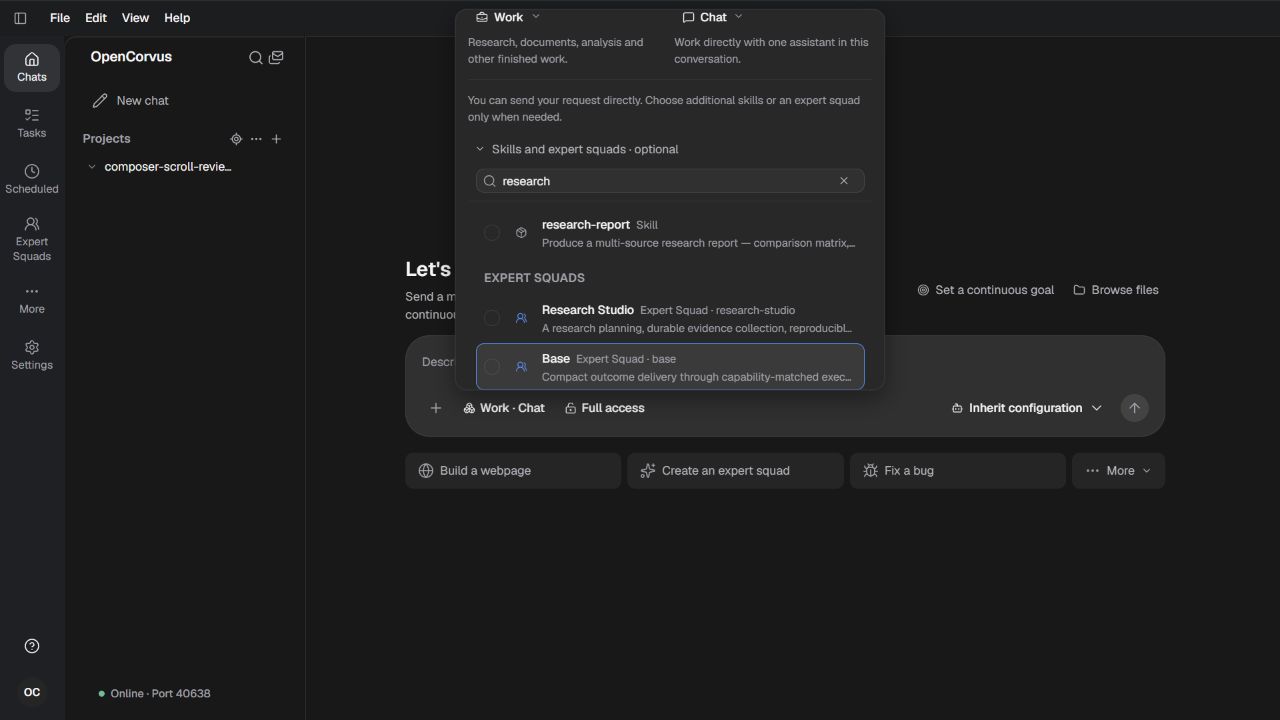 File Edit View Help
Chats
Tasks
Scheduled
Expert
Squads
More
Settings
OC
OpenCorvus
New chat
Projects
composer-scroll-revie...
Online · Port 40638
Work
Chat
Research, documents, analysis and
other finished work.
Work directly with one assistant in this
conversation.
You can send your request directly. Choose additional skills or an expert squad
only when needed.
Skills and expert squads · optional
research
research-report Skill
Produce a multi-source research report — comparison matrix,...
EXPERT SQUADS
Research Studio Expert Squad · research-studio
A research planning, durable evidence collection, reproducibl...
Base Expert Squad · base
Compact outcome delivery through capability-matched exec...
Let's
Send a m
continuou
Set a continuous goal
Browse files
Descr
Work · Chat
Full access
Inherit configuration
Build a webpage
Create an expert squad
Fix a bug
More